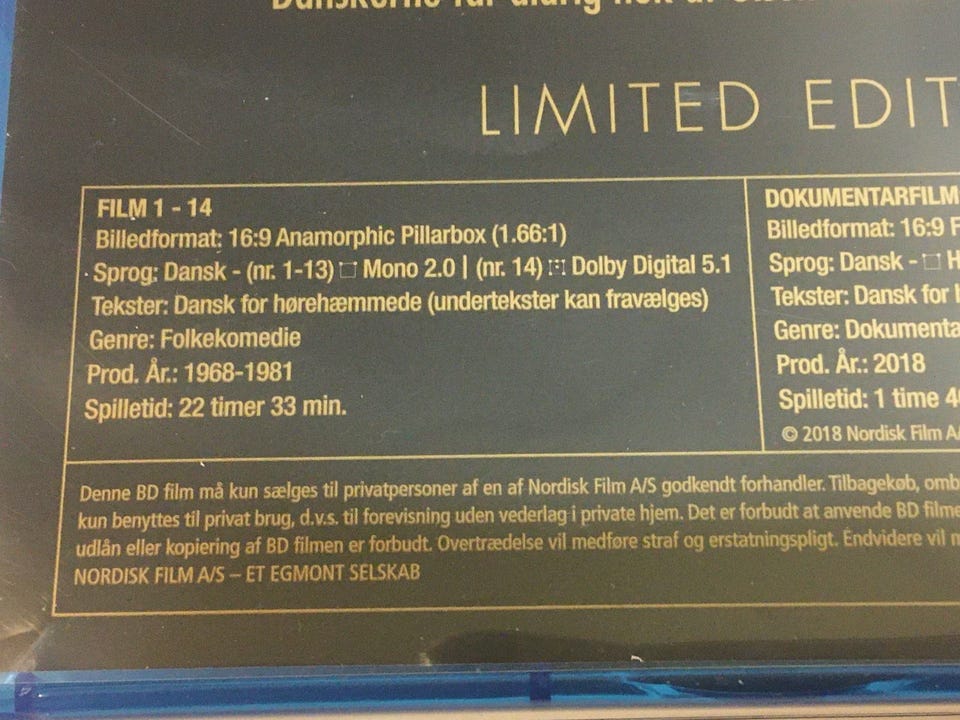 LIMITED EDIT
FILM 1 - 14
Billedformat: 16:9 Anamorphic Pillarbox (1.66:1)
Sprog: Dansk - (nr. 1-13) Mono 2.0 | (nr. 14) Dolby Digital 5.1
Tekster: Dansk for hørehæmmede (undertekster kan fravælges)
Genre: Folkekomedie
Prod. År.: 1968-1981
Spilletid: 22 timer 33 min.
DOKUMENTARFILM
Billedformat: 16:9 F
Sprog: Dansk - H
Tekster: Dansk for h
Genre: Dokumenta
Prod. År.: 2018
Spilletid: 1 time 4
© 2018 Nordisk Film A/
Denne BD film må kun sælges til privatpersoner af en af Nordisk Film A/S godkendt forhandler. Tilbagekøb, omb
kun benyttes til privat brug, d.v.s. til forevisning uden vederlag i private hjem. Det er forbudt at anvende BD filme
udlån eller kopiering af BD filmen er forbudt. Overtrædelse vil medføre straf og erstatningspligt. Endvidere vil m
NORDISK FILM A/S – ET EGMONT SELSKAB